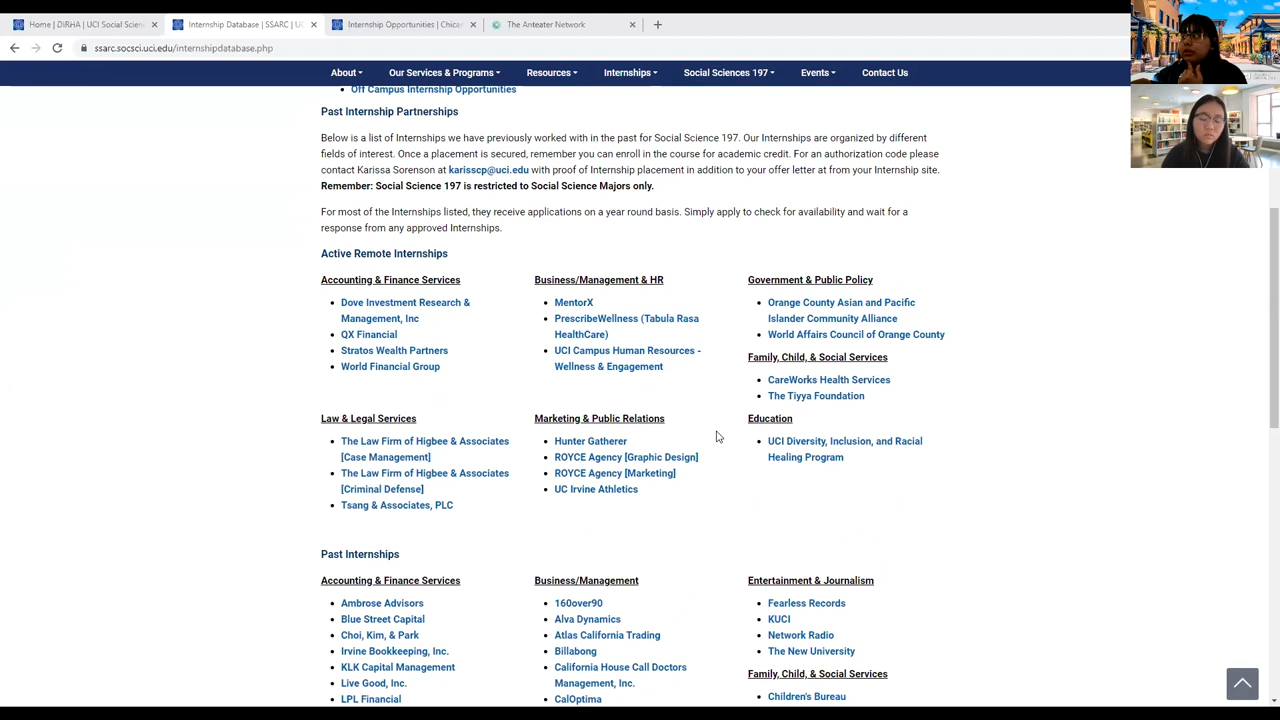 Home | DIRHA | UCI Social Scien
Internship Database | SSARC | UC
Internship Opportunities | Chica
The Anteater Network
ssarc.socsci.uci.edu/internshipdatabase.php
About
Our Services & Programs
Resources
Internships
Social Sciences 197
Events
Contact Us
Off Campus Internship Opportunities
Past Internship Partnerships
Below is a list of Internships we have previously worked with in the past for Social Science 197. Our Internships are organized by different
fields of interest. Once a placement is secured, remember you can enroll in the course for academic credit. For an authorization code please
contact Karissa Sorenson at karisscp@uci.edu with proof of Internship placement in addition to your offer letter at from your Internship site.
Remember: Social Science 197 is restricted to Social Science Majors only.
For most of the Internships listed, they receive applications on a year round basis. Simply apply to check for availability and wait for a
response from any approved Internships.
Active Remote Internships
Accounting & Finance Services
Dove Investment Research &
Management, Inc
QX Financial
Stratos Wealth Partners
World Financial Group
Business/Management & HR
MentorX
PrescribeWellness (Tabula Rasa
HealthCare)
UCI Campus Human Resources -
Wellness & Engagement
Government & Public Policy
Orange County Asian and Pacific
Islander Community Alliance
World Affairs Council of Orange County
Family, Child, & Social Services
CareWorks Health Services
The Tiyya Foundation
Law & Legal Services
The Law Firm of Higbee & Associates
[Case Management]
The Law Firm of Higbee & Associates
[Criminal Defense]
Tsang & Associates, PLC
Marketing & Public Relations
Hunter Gatherer
ROYCE Agency [Graphic Design]
ROYCE Agency [Marketing]
UC Irvine Athletics
Education
UCI Diversity, Inclusion, and Racial
Healing Program
Past Internships
Accounting & Finance Services
Ambrose Advisors
Blue Street Capital
Choi, Kim, & Park
Irvine Bookkeeping, Inc.
KLK Capital Management
Live Good, Inc.
LPL Financial
Business/Management
160over90
Alva Dynamics
Atlas California Trading
Billabong
California House Call Doctors
Management, Inc.
CalOptima
Entertainment & Journalism
Fearless Records
KUCI
Network Radio
The New University
Family, Child, & Social Services
Children's Bureau